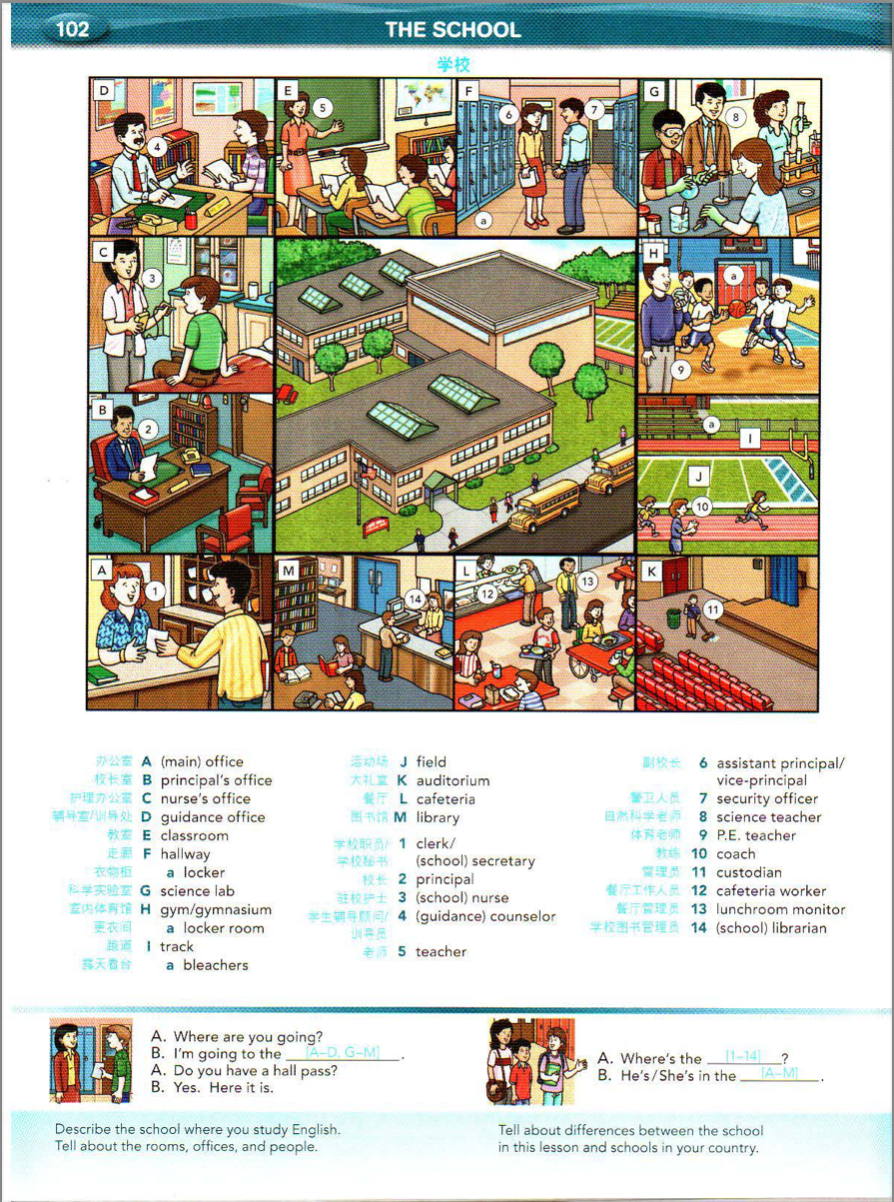 102
THE SCHOOL
学校
D
4
E
5
F
6
7
a
G
8
C
3
H
a
9
B
2
a
I
J
10
A
1
M
14
L
12
13
K
11
办公室 A (main) office
校长室 B principal's office
护理办公室 C nurse's office
辅导室/训导处 D guidance office
教室 E classroom
走廊 F hallway
衣物柜 a locker
科学实验室 G science lab
室内体育馆 H gym/gymnasium
更衣间 a locker room
跑道 I track
露天看台 a bleachers
运动场 J field
大礼堂 K auditorium
餐厅 L cafeteria
图书馆 M library
学校职员/ 1 clerk/
学校秘书 (school) secretary
校长 2 principal
驻校护士 3 (school) nurse
学生辅导顾问/ 4 (guidance) counselor
训导员
老师 5 teacher
副校长 6 assistant principal/
vice-principal
警卫人员 7 security officer
自然科学老师 8 science teacher
体育老师 9 P.E. teacher
教练 10 coach
管理员 11 custodian
餐厅工作人员 12 cafeteria worker
餐厅管理员 13 lunchroom monitor
学校图书管理员 14 (school) librarian
A. Where are you going?
B. I'm going to the [A–D, G–M].
A. Do you have a hall pass?
B. Yes. Here it is.
A. Where's the [1–14]?
B. He's/She's in the [A–M].
Describe the school where you study English.
Tell about the rooms, offices, and people.
Tell about differences between the school
in this lesson and schools in your country.